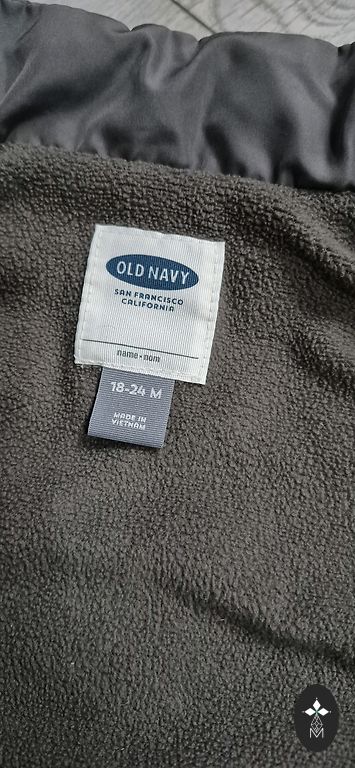 OLD NAVY
SAN FRANCISCO
CALIFORNIA
name • nom
18-24 M
MADE IN
VIETNAM
M